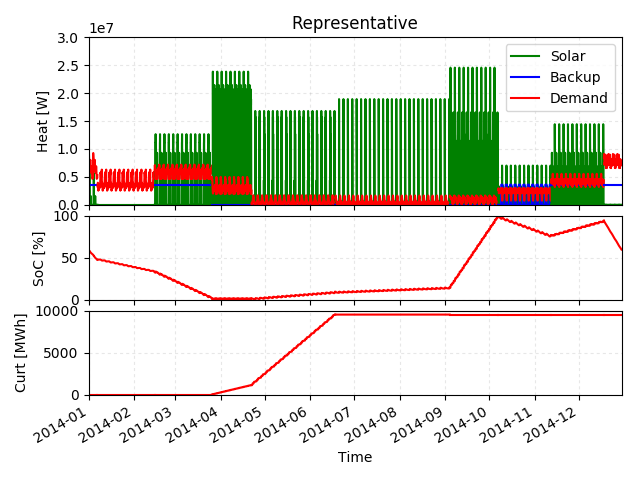 Representative
1e7
3.0
2.5
2.0
1.5
1.0
0.5
0.0
Heat [W]
Solar
Backup
Demand
100
50
0
SoC [%]
10000
5000
0
Curt [MWh]
2014-01
2014-02
2014-03
2014-04
2014-05
2014-06
2014-07
2014-08
2014-09
2014-10
2014-11
2014-12
Time